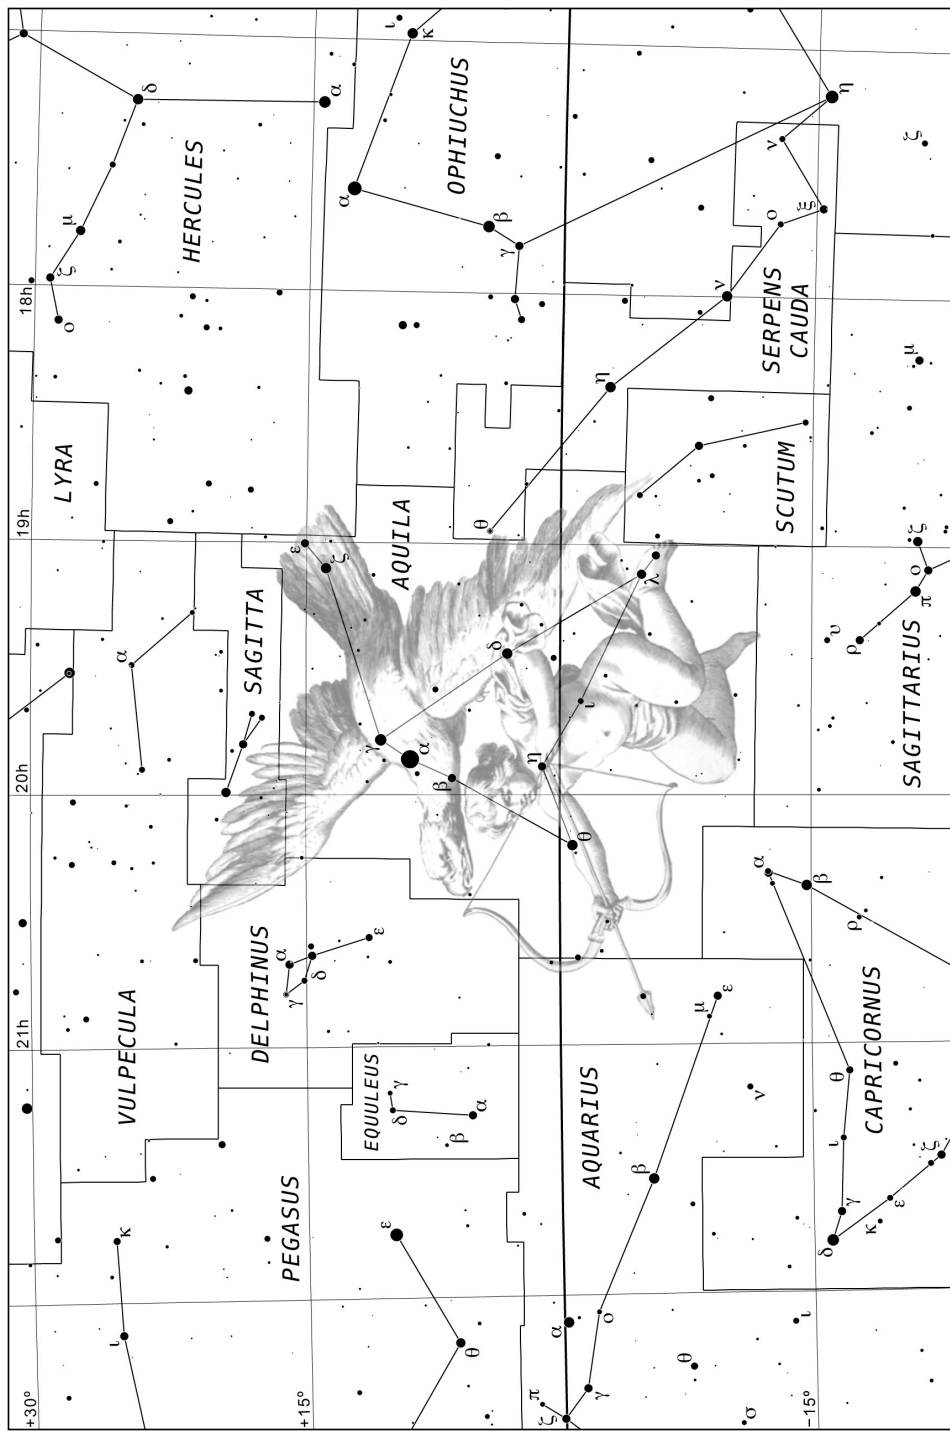 +30°
21h
20h
19h
18h
LYRA
ο
ζ
μ
ι
κ
VULPECULA
α
δ
HERCULES
SAGITTA
DELPHINUS
PEGASUS
γ
α
δ
ε
+15°
ε
ζ
α
α
EQUULEUS
δ
γ
β
α
ε
θ
γ
α
β
AQUILA
ι
κ
OPHIUCHUS
β
γ
θ
δ
η
θ
ι
λ
π
ζ
γ
α
ο
AQUARIUS
β
μ
ε
ν
θ
σ
ι
η
ν
SERPENS
CAUDA
SCUTUM
ο
ξ
ν
η
−15°
α
β
ρ
θ
ι
γ
δ
κ
ε
ζ
CAPRICORNUS
υ
ρ
π
ο
ζ
SAGITTARIUS
μ
ξ